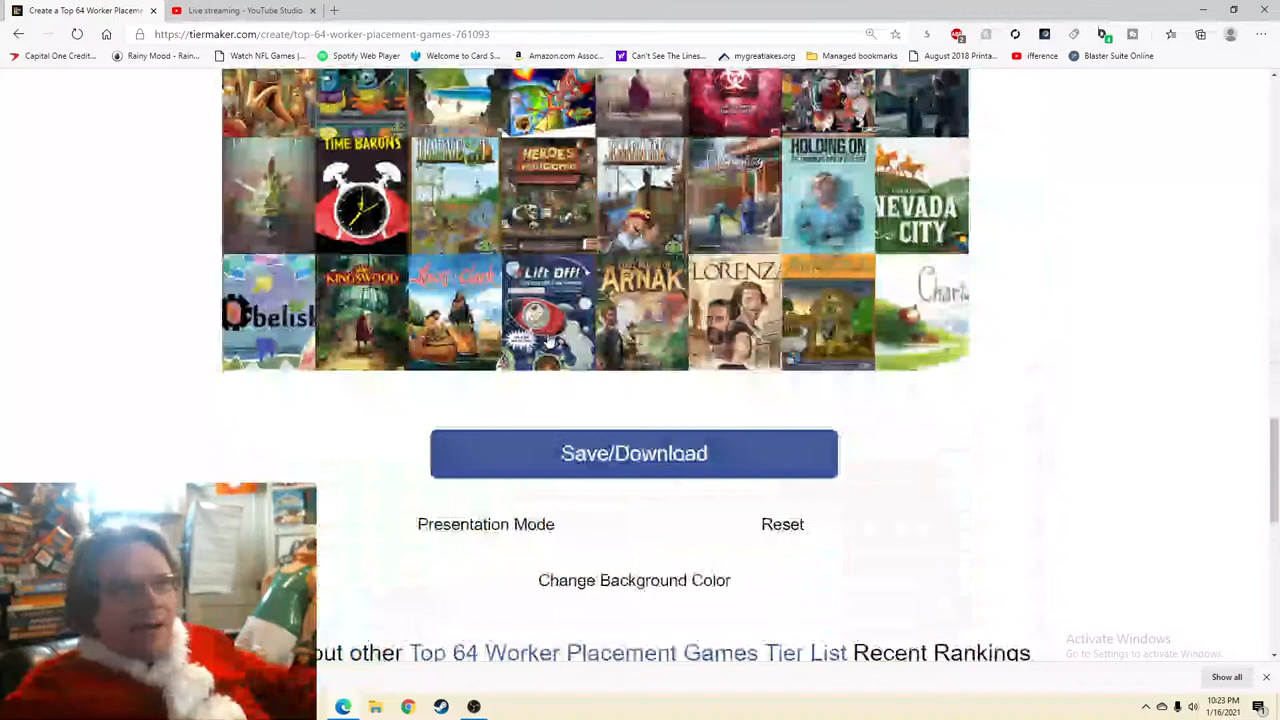 Create a Top 64 Worker Placeme
Live streaming - YouTube Studio
https://tiermaker.com/create/top-64-worker-placement-games-761093
Capital One Credit...
Rainy Mood - Rain...
Watch NFL Games |...
Spotify Web Player
Welcome to Card S...
Amazon.com Assoc...
Can't See The Lines...
mygreatlakes.org
Managed bookmarks
August 2018 Printa...
ifference
Blaster Suite Online
TIME BARONS
HEROES
HOLDING ON
NEVADA
CITY
belisk
KINGSWOOD
Lift Off!
ARNAK
LORENZA
Save/Download
Presentation Mode
Reset
Change Background Color
out other Top 64 Worker Placement Games Tier List Recent Rankings
Activate Windows
Go to Settings to activate Windows.
Show all
10:23 PM
1/16/2021